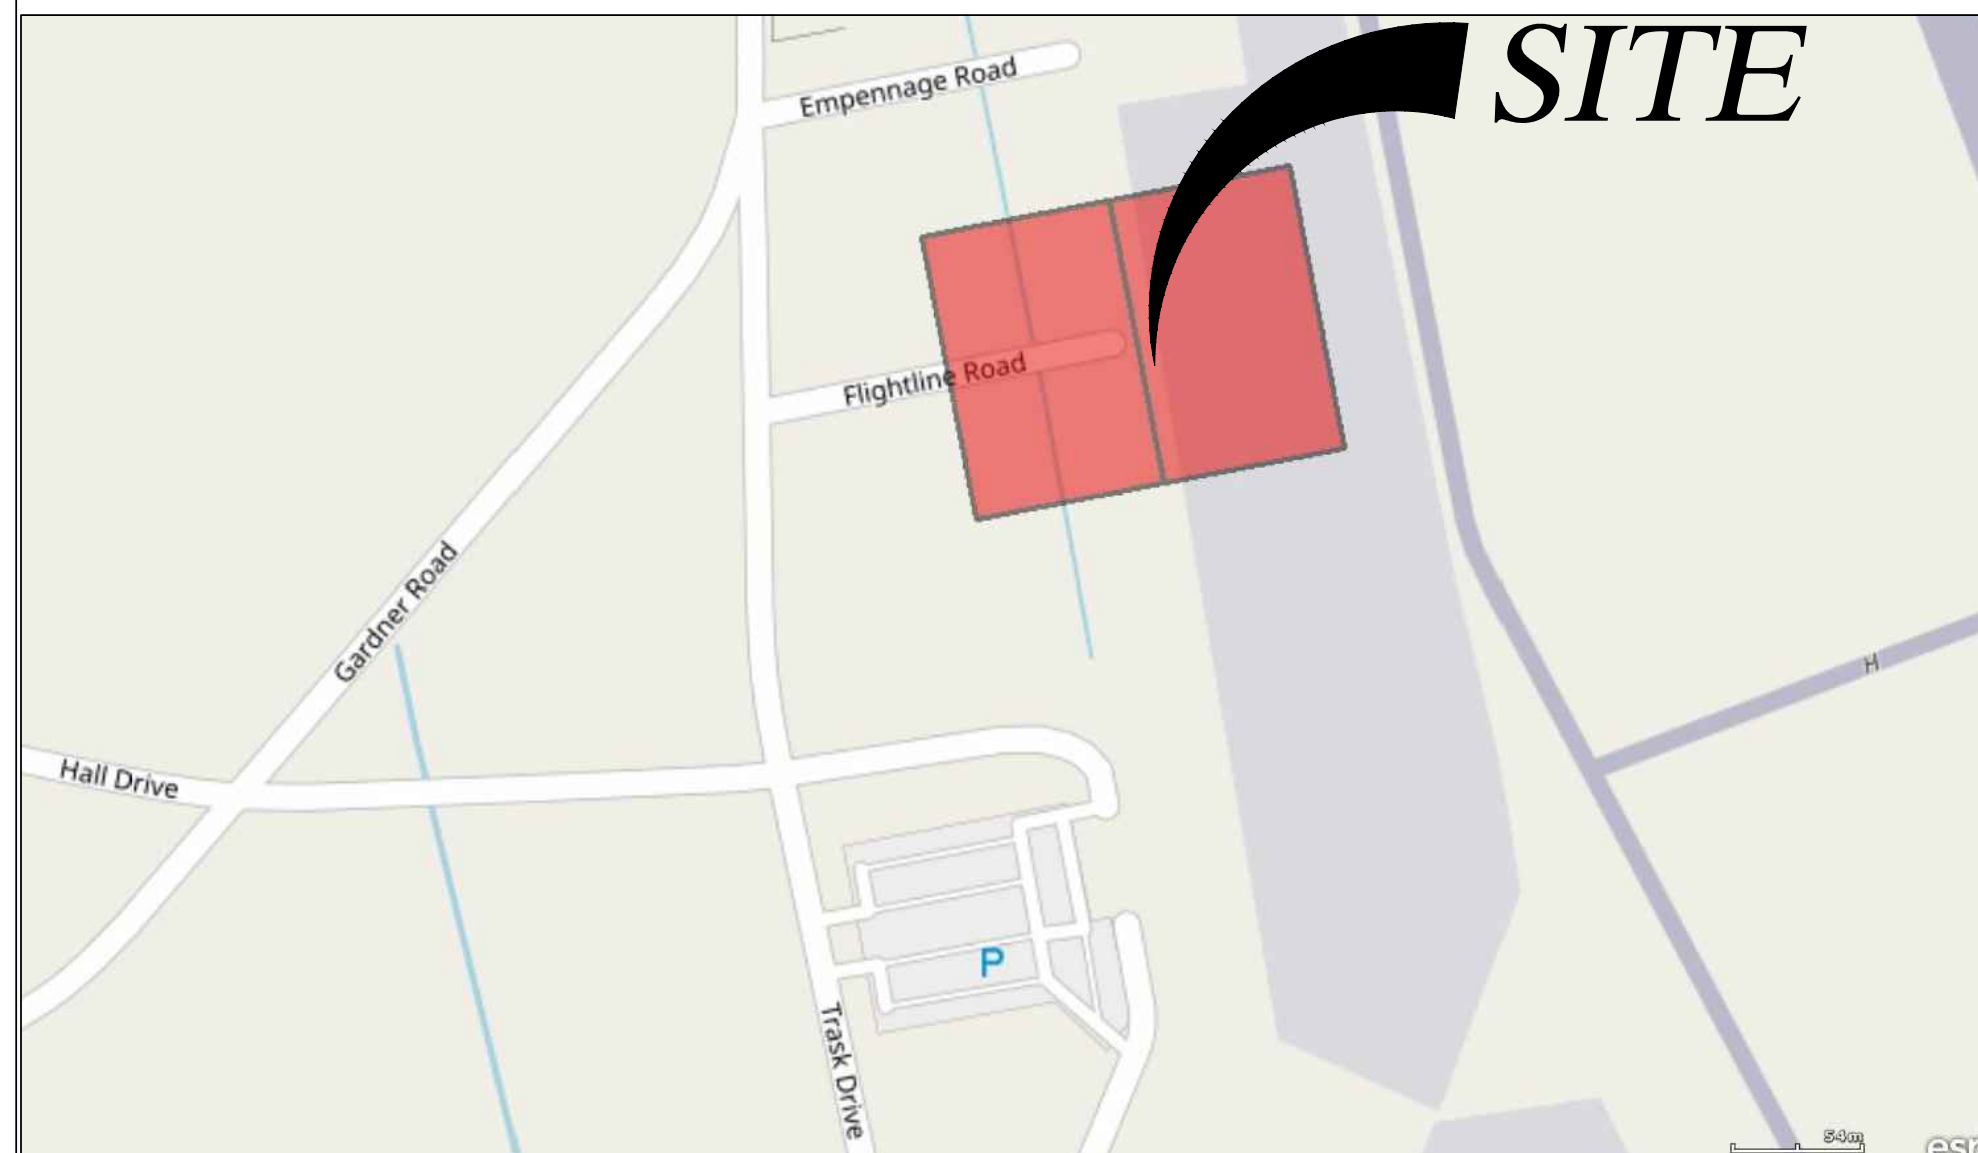 SITE
Empennage Road
Flightline Road
Gardner Road
Hall Drive
H
P
Trask Drive
54m